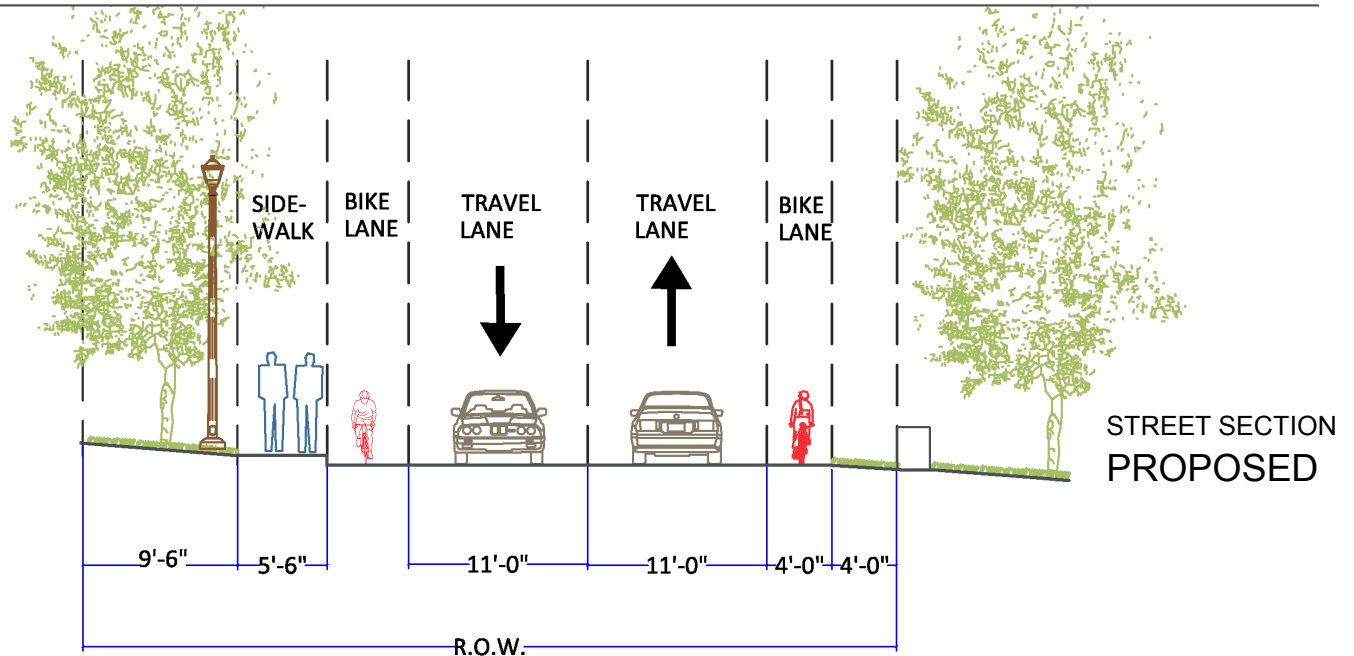 SIDE-
WALK
BIKE
LANE
TRAVEL
LANE
TRAVEL
LANE
BIKE
LANE
STREET SECTION
PROPOSED
9'-6"
5'-6"
11'-0"
11'-0"
4'-0"
4'-0"
R.O.W.